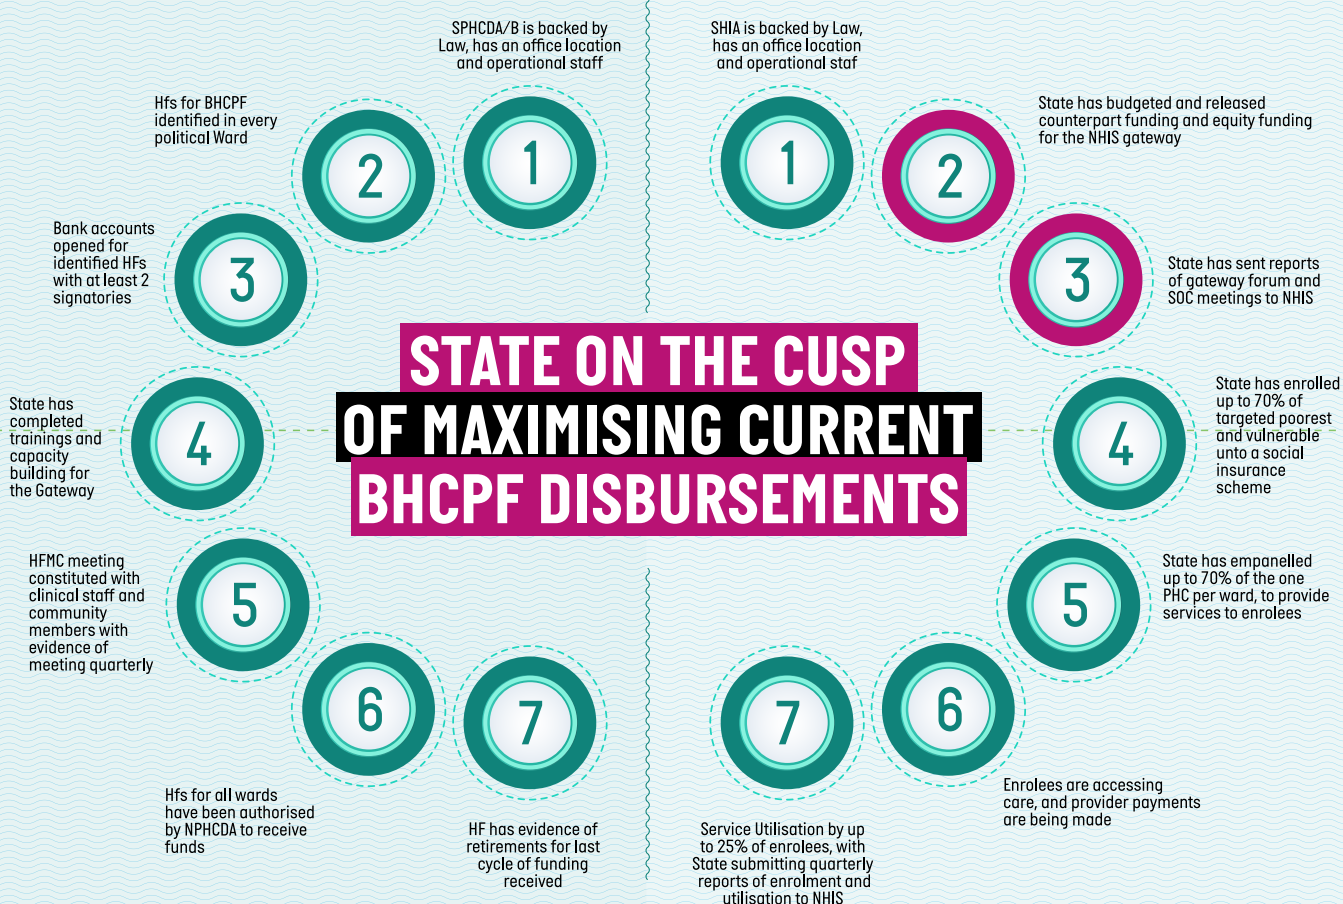 SPHCDA/B is backed by
Law, has an office location
and operational staff
1
Hfs for BHCPF
identified in every
political Ward
2
Bank accounts
opened for
identified HFs
with at least 2
signatories
3
State has
completed
trainings and
capacity
building for
the Gateway
4
HFMC meeting
constituted with
clinical staff and
community
members with
evidence of
meeting quarterly
5
Hfs for all wards
have been authorised
by NPHCDA to receive
funds
6
HF has evidence of
retirements for last
cycle of funding
received
7
STATE ON THE CUSP
OF MAXIMISING CURRENT
BHCPF DISBURSEMENTS
SHIA is backed by Law,
has an office location
and operational staf
1
State has budgeted and released
counterpart funding and equity funding
for the NHIS gateway
2
State has sent reports
of gateway forum and
SOC meetings to NHIS
3
State has enrolled
up to 70% of
targeted poorest
and vulnerable
unto a social
insurance
scheme
4
State has empanelled
up to 70% of the one
PHC per ward, to provide
services to enrolees
5
Enrolees are accessing
care, and provider payments
are being made
6
Service Utilisation by up
to 25% of enrolees, with
State submitting quarterly
reports of enrolment and
utilisation to NHIS
7